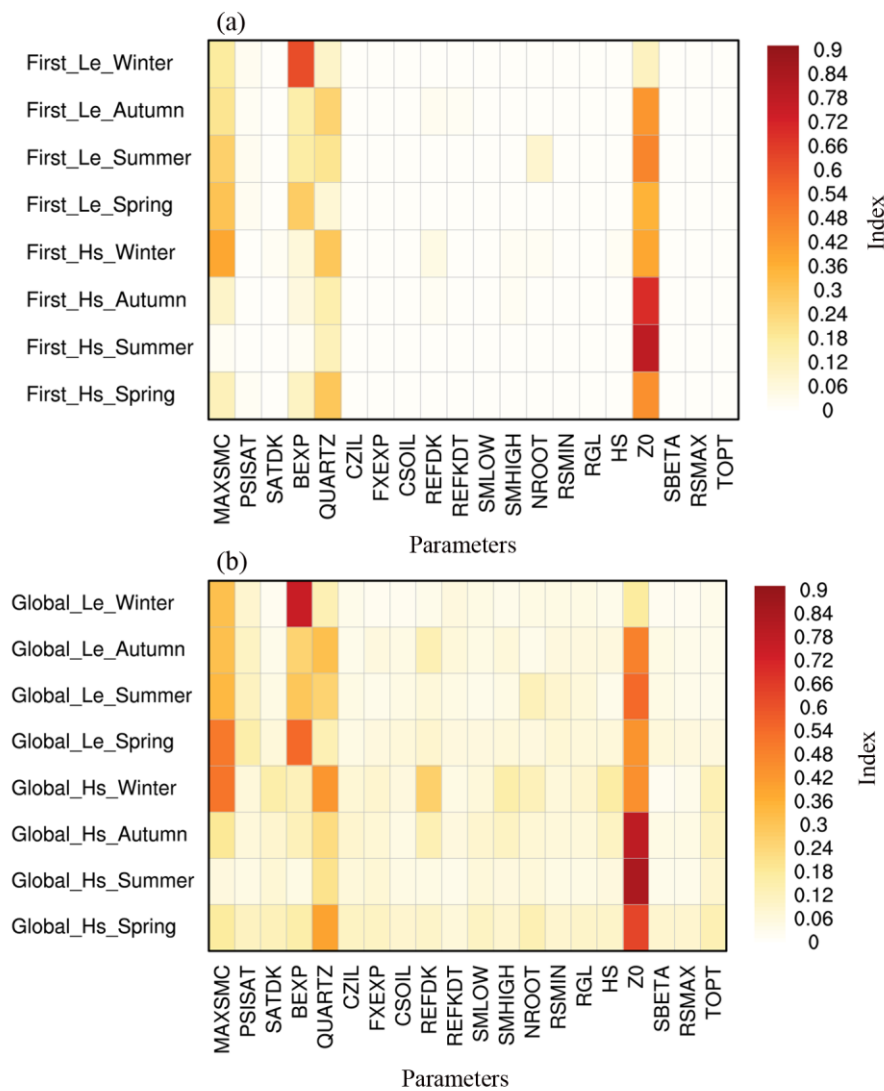 (a)
First_Le_Winter
First_Le_Autumn
First_Le_Summer
First_Le_Spring
First_Hs_Winter
First_Hs_Autumn
First_Hs_Summer
First_Hs_Spring
0.9
0.84
0.78
0.72
0.66
0.6
0.54
0.48
0.42
0.36
0.3
0.24
0.18
0.12
0.06
0
Index
MAXSMC
PSISAT
SATDK
BEXP
QUARTZ
CZIL
FXEXP
CSOIL
REFDK
REFKDT
SMLOW
SMHIGH
NROOT
RSMIN
RGL
HS
Z0
SBETA
RSMAX
TOPT
Parameters
(b)
Global_Le_Winter
Global_Le_Autumn
Global_Le_Summer
Global_Le_Spring
Global_Hs_Winter
Global_Hs_Autumn
Global_Hs_Summer
Global_Hs_Spring
0.9
0.84
0.78
0.72
0.66
0.6
0.54
0.48
0.42
0.36
0.3
0.24
0.18
0.12
0.06
0
Index
MAXSMC
PSISAT
SATDK
BEXP
QUARTZ
CZIL
FXEXP
CSOIL
REFDK
REFKDT
SMLOW
SMHIGH
NROOT
RSMIN
RGL
HS
Z0
SBETA
RSMAX
TOPT
Parameters